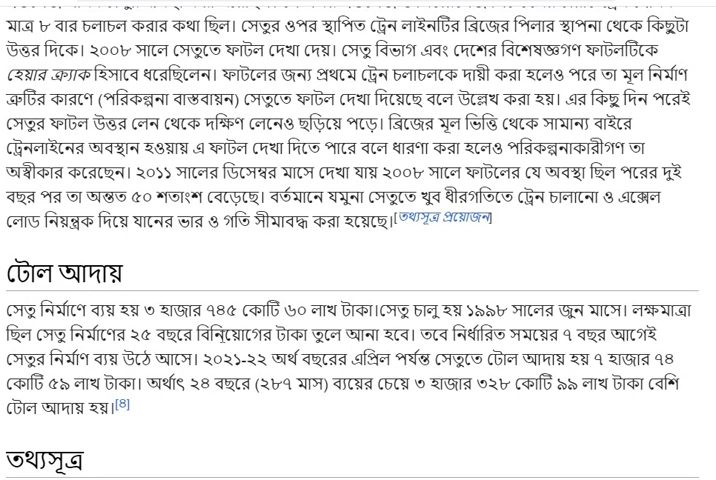 মাত্র ৮ বার চলাচল করার কথা ছিল। সেতুর ওপর স্থাপিত ট্রেন লাইনটির ব্রিজের পিলার স্থাপনা থেকে কিছুটা
উত্তর দিকে। ২০০৮ সালে সেতুতে ফাটল দেখা দেয়। সেতু বিভাগ এবং দেশের বিশেষজ্ঞগণ ফাটলটিকে
হেয়ার ক্র্যাক হিসাবে ধরেছিলেন। ফাটলের জন্য প্রথমে ট্রেন চলাচলকে দায়ী করা হলেও পরে তা মূল নির্মাণ
ত্রুটির কারণে (পরিকল্পনা বাস্তবায়ন) সেতুতে ফাটল দেখা দিয়েছে বলে উল্লেখ করা হয়। এর কিছু দিন পরেই
সেতুর ফাটল উত্তর লেন থেকে দক্ষিণ লেনেও ছড়িয়ে পড়ে। ব্রিজের মূল ভিত্তি থেকে সামান্য বাইরে
ট্রেনলাইনের অবস্থান হওয়ায় এ ফাটল দেখা দিতে পারে বলে ধারণা করা হলেও পরিকল্পনাকারীগণ তা
অস্বীকার করেছেন। ২০১১ সালের ডিসেম্বর মাসে দেখা যায় ২০০৮ সালে ফাটলের যে অবস্থা ছিল পরের দুই
বছর পর তা অন্তত ৫০ শতাংশ বেড়েছে। বর্তমানে যমুনা সেতুতে খুব ধীরগতিতে ট্রেন চালানো ও এক্সেল
লোড নিয়ন্ত্রক দিয়ে যানের ভার ও গতি সীমাবদ্ধ করা হয়েছে।[তথ্যসূত্র প্রয়োজন]
টোল আদায়
সেতু নির্মাণে ব্যয় হয় ৩ হাজার ৭৪৫ কোটি ৬০ লাখ টাকা।সেতু চালু হয় ১৯৯৮ সালের জুন মাসে। লক্ষমাত্রা
ছিল সেতু নির্মাণের ২৫ বছরে বিনিয়োগের টাকা তুলে আনা হবে। তবে নির্ধারিত সময়ের ৭ বছর আগেই
সেতুর নির্মাণ ব্যয় উঠে আসে। ২০২১-২২ অর্থ বছরের এপ্রিল পর্যন্ত সেতুতে টোল আদায় হয় ৭ হাজার ৭৪
কোটি ৫৯ লাখ টাকা। অর্থাৎ ২৪ বছরে (২৮৭ মাস) ব্যয়ের চেয়ে ৩ হাজার ৩২৮ কোটি ৯৯ লাখ টাকা বেশি
টোল আদায় হয়।[4]
তথ্যসূত্র